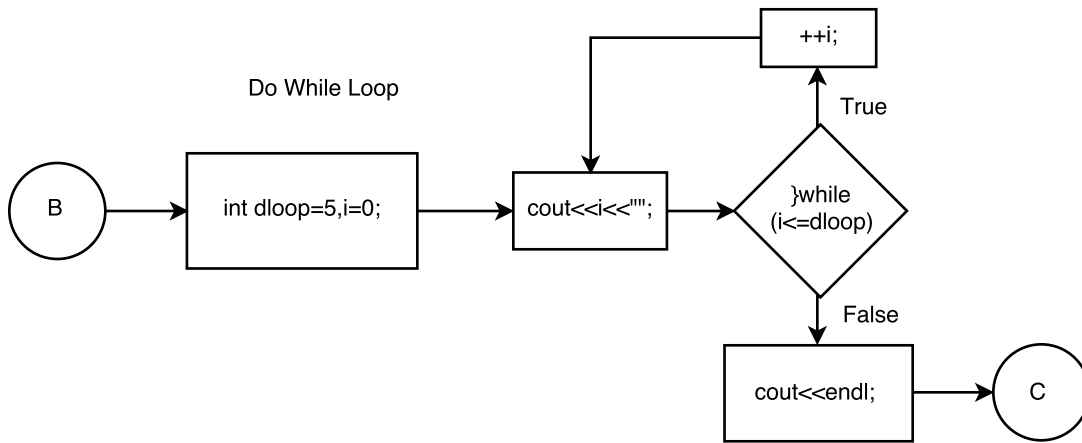 ++i;
Do While Loop
True
B
int dloop=5,i=0;
cout<<i<<"";
}while
(i<=dloop)
False
cout<<endl;
C